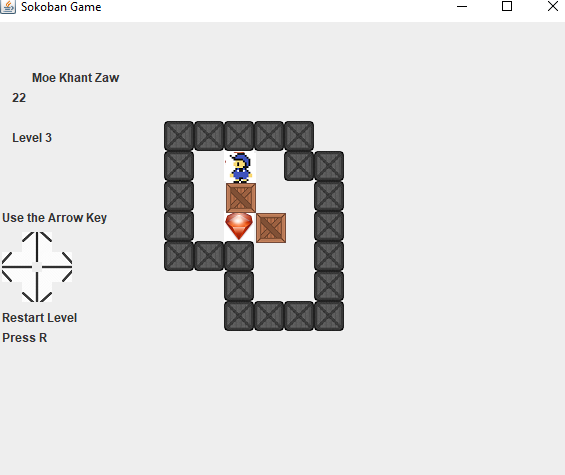 Sokoban Game
Moe Khant Zaw
22
Level 3
Use the Arrow Key
Restart Level
Press R